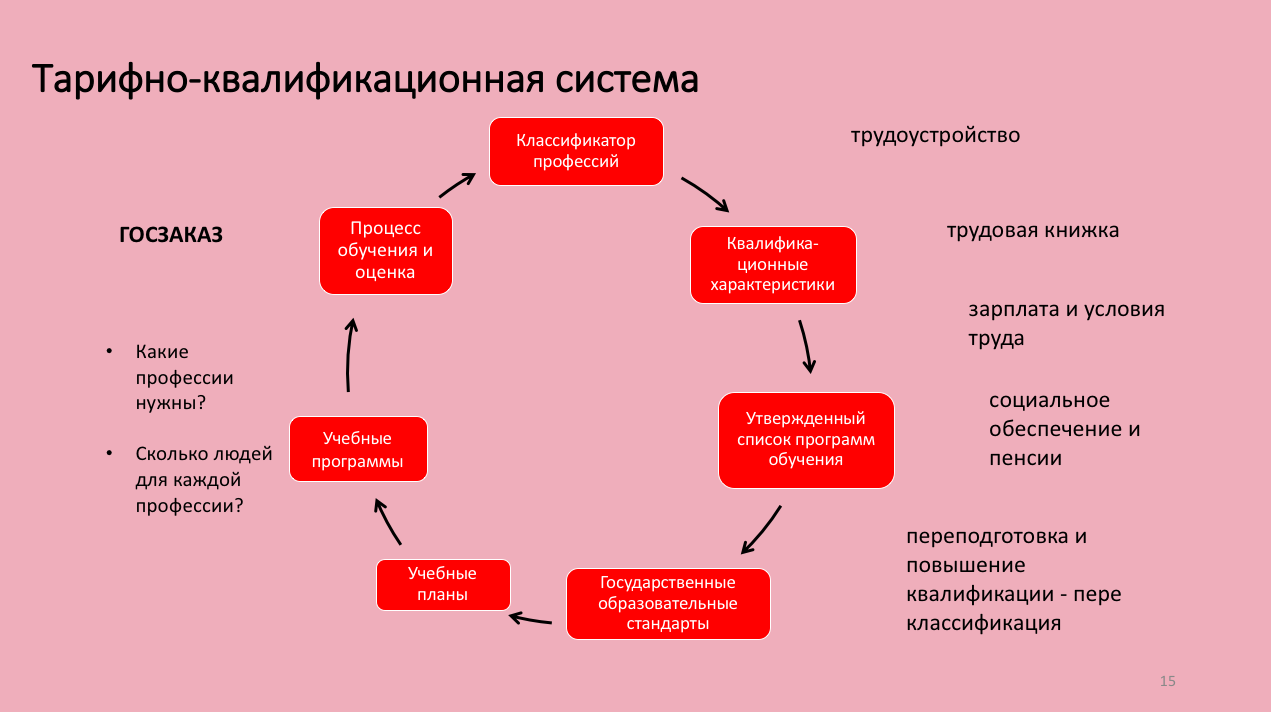 Тарифно-квалификационная система
Классификатор
профессий
Квалифика-
ционные
характеристики
Утвержденный
список программ
обучения
Государственные
образовательные
стандарты
Учебные
планы
Учебные
программы
Процесс
обучения и
оценка
ГОСЗАКАЗ
• Какие
профессии
нужны?
• Сколько людей
для каждой
профессии?
трудоустройство
трудовая книжка
зарплата и условия
труда
социальное
обеспечение и
пенсии
переподготовка и
повышение
квалификации - пере
классификация
15